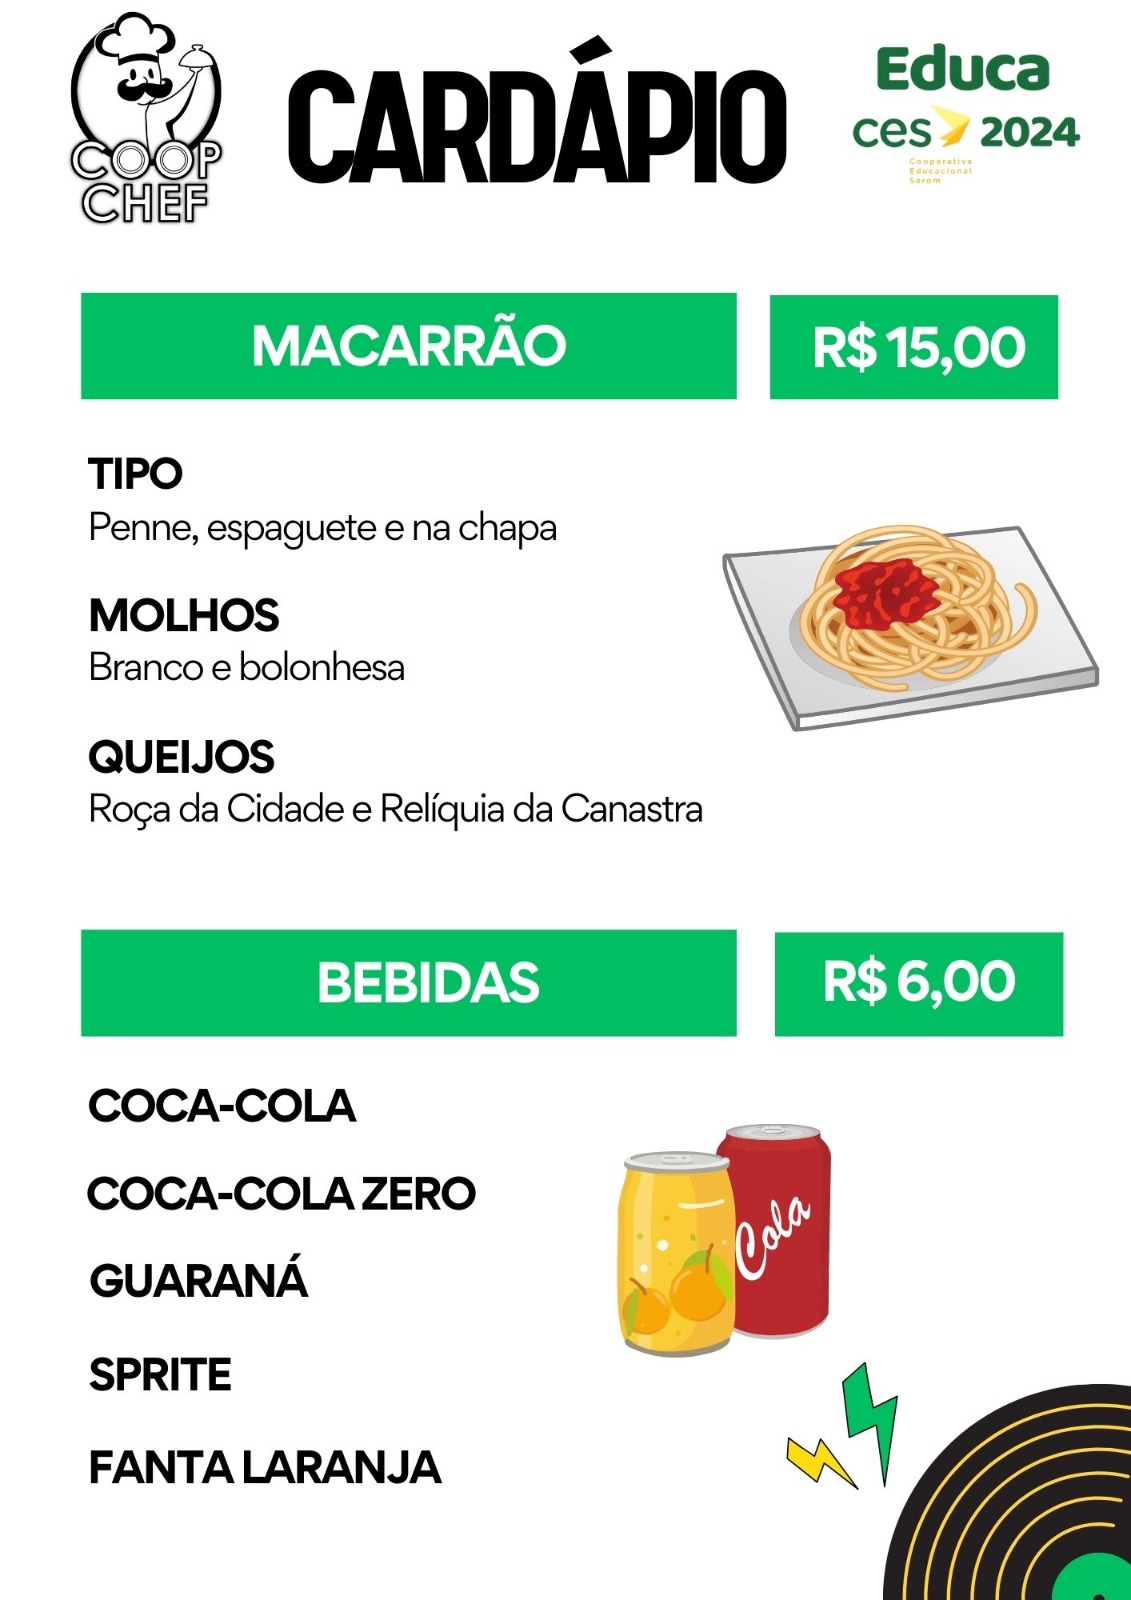 COOP
CHEF
CARDÁPIO
Educa
ces 2024
Cooperativa
Educacional
Sarom
MACARRÃO
R$ 15,00
TIPO
Penne, espaguete e na chapa
MOLHOS
Branco e bolonhesa
QUEIJOS
Roça da Cidade e Relíquia da Canastra
BEBIDAS
R$ 6,00
COCA-COLA
COCA-COLA ZERO
GUARANÁ
SPRITE
FANTA LARANJA
Cola